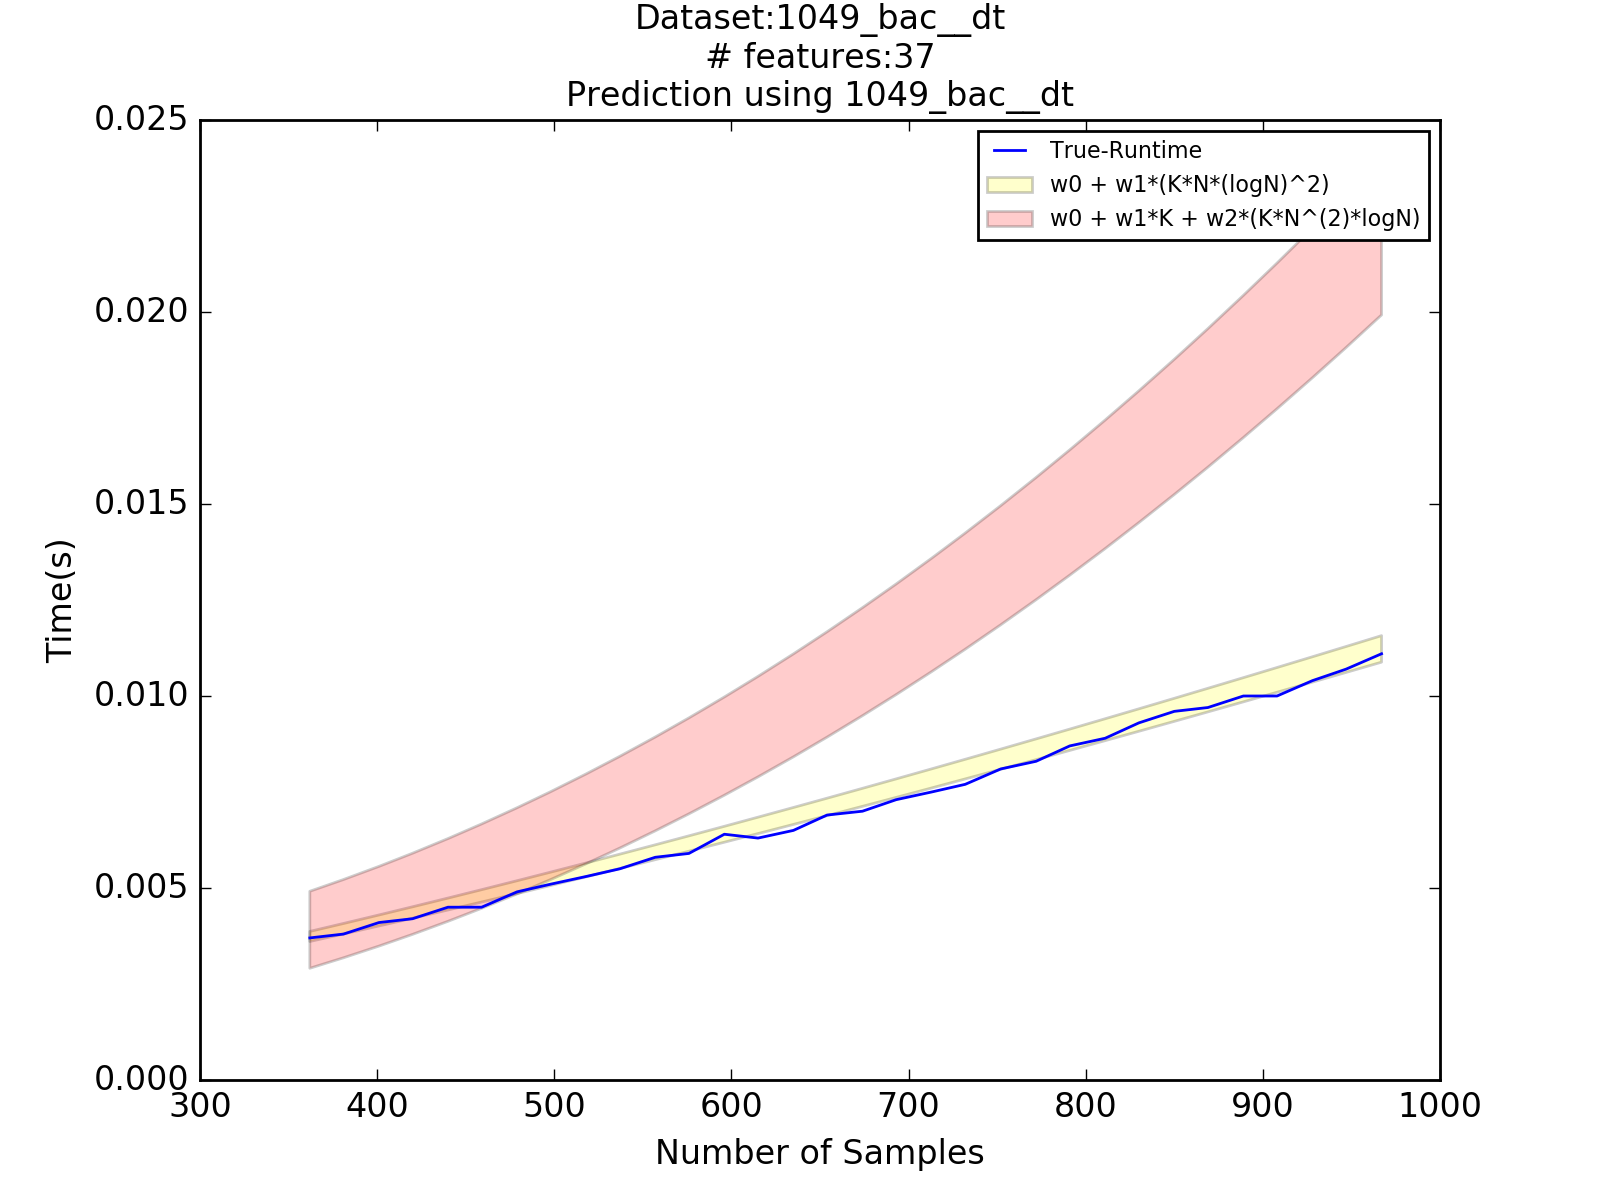 Dataset:1049_bac__dt
# features:37
Prediction using 1049_bac__dt
0.025
True-Runtime
w0 + w1*(K*N*(logN)^2)
w0 + w1*K + w2*(K*N^(2)*logN)
0.020
0.015
Time(s)
0.010
0.005
0.000
300 400 500 600 700 800 900 1000
Number of Samples